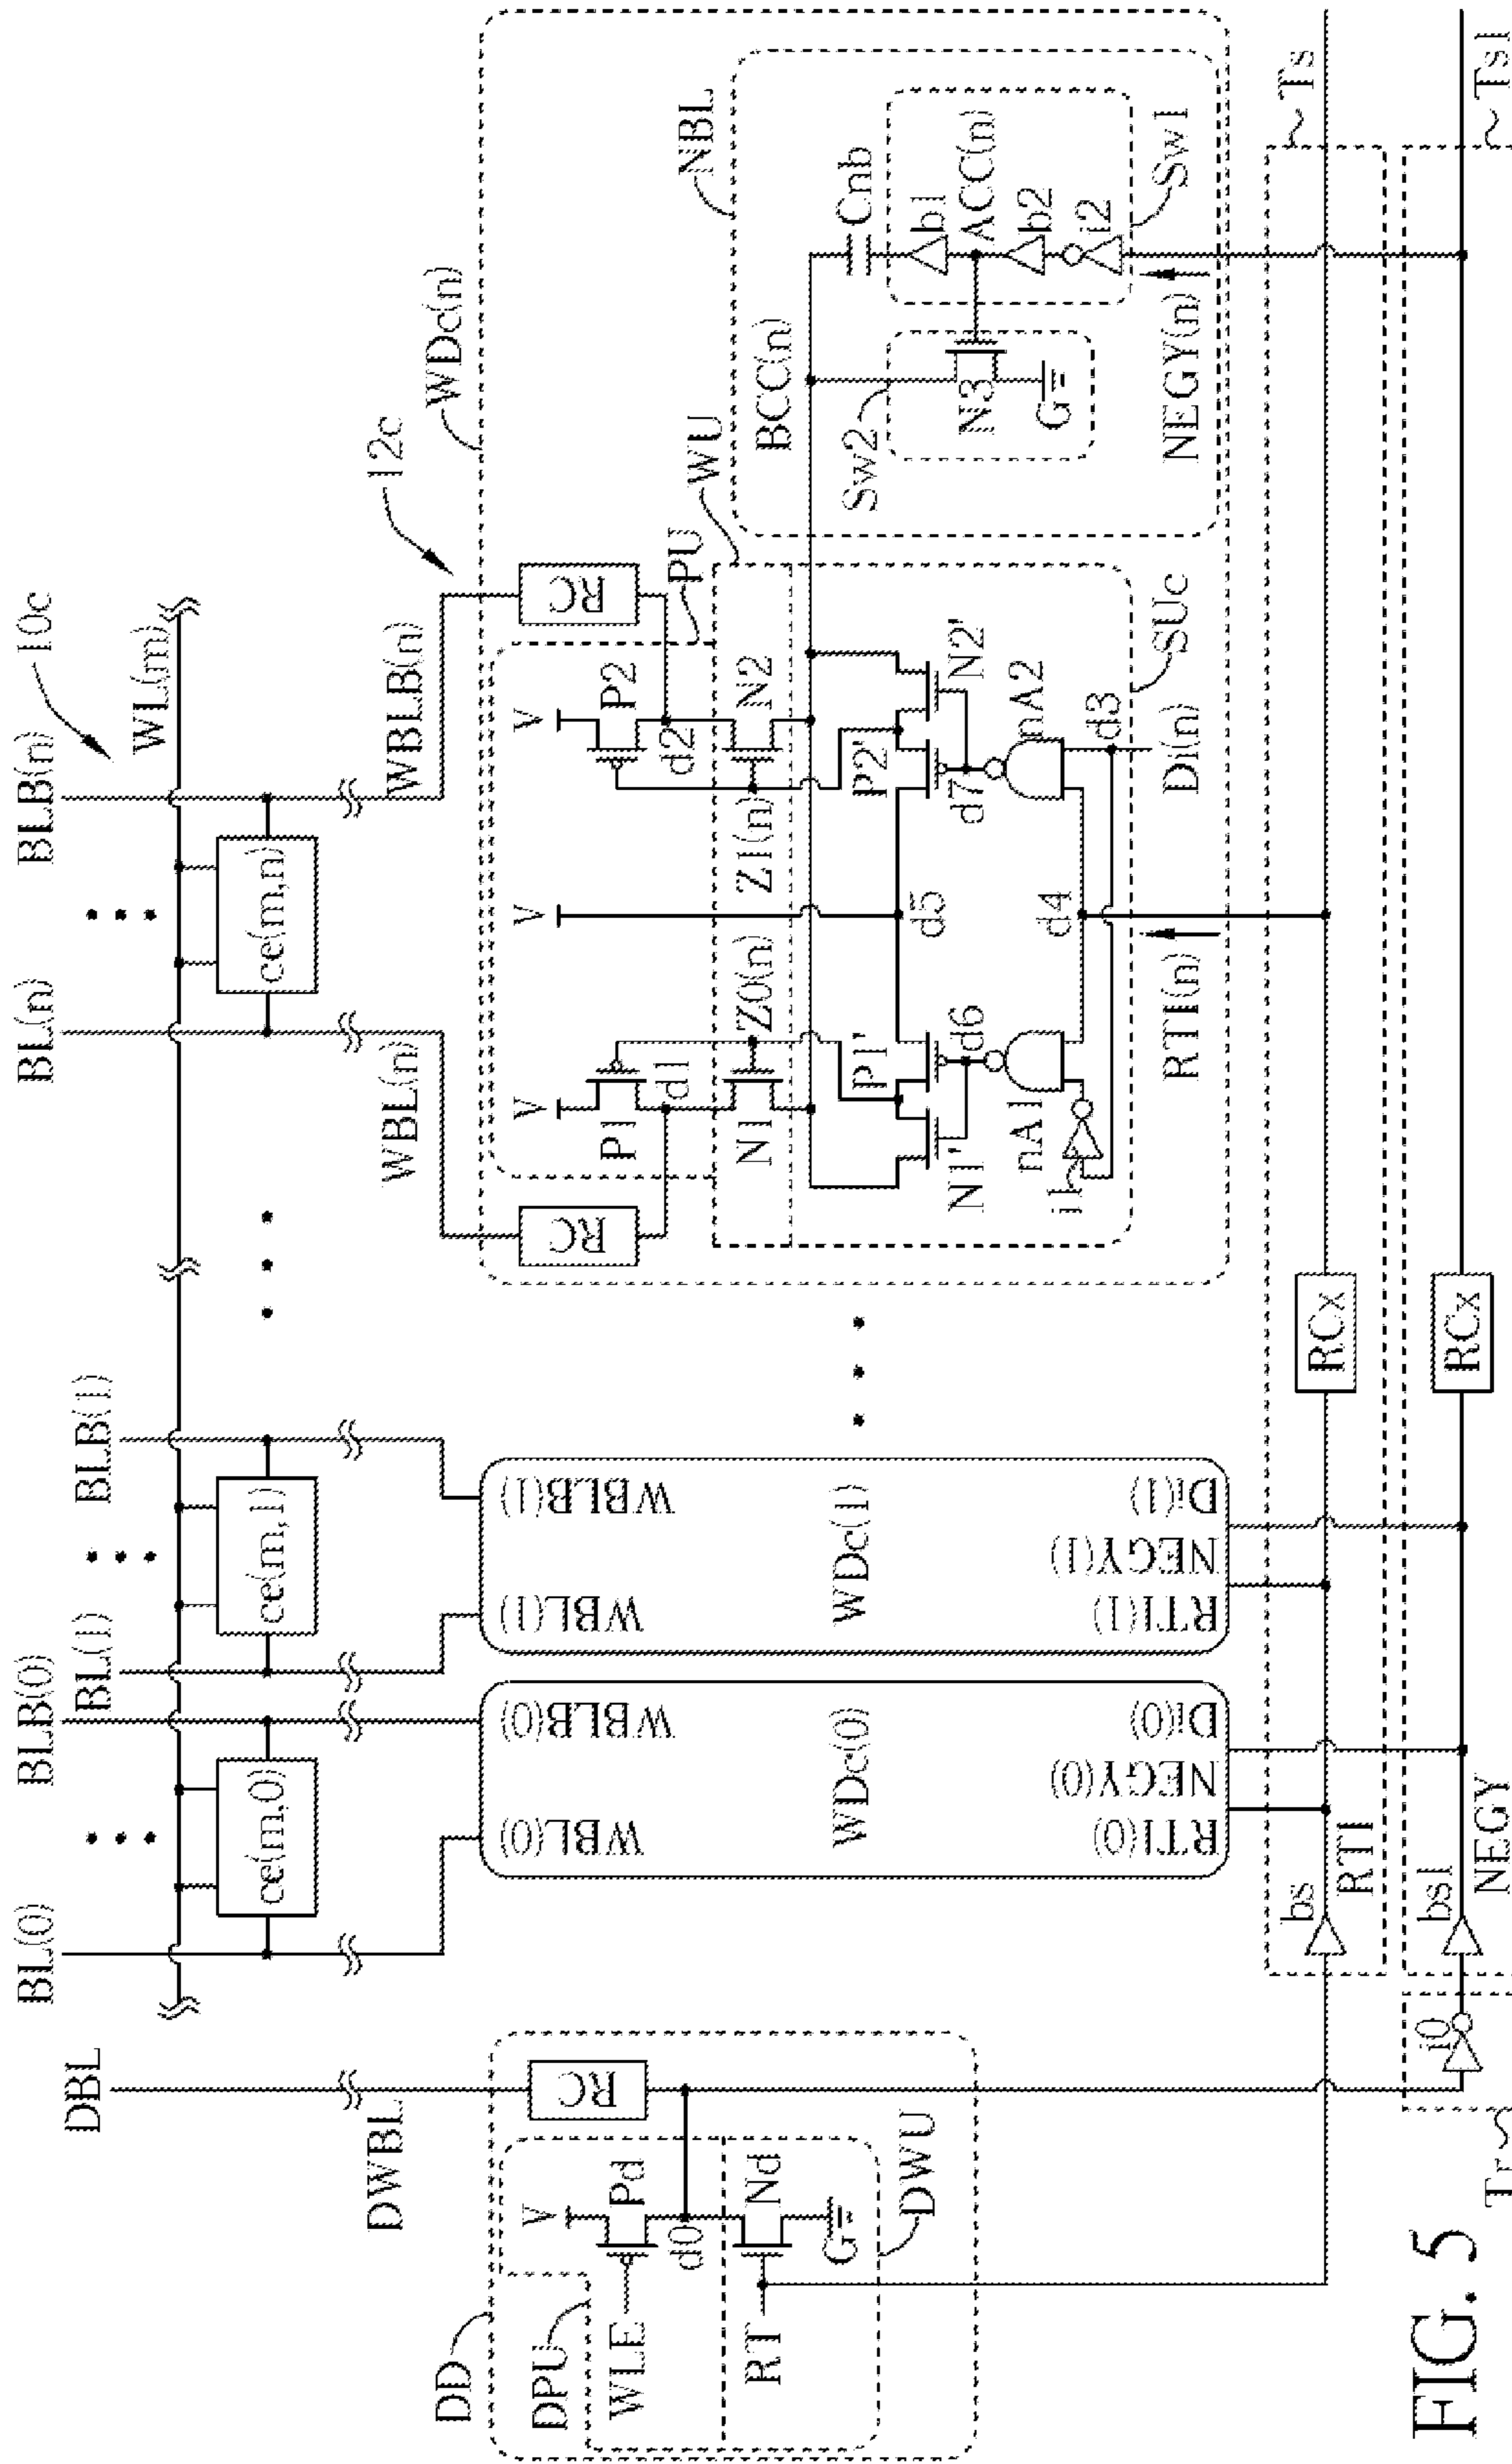 10c
BL(0)
BLB(0)
BL(1)
BLB(1)
BL(n)
BLB(n)
DBL
WL(m)
ce(m,0)
ce(m,1)
ce(m,n)
12c
DWBL
WBL(n)
WBLB(n)
WDc(n)
DD
DPU
WLE
RT
V
Pd
d0
Nd
G
RC
DWU
WBL(0)
WBLB(0)
WDc(0)
RTI(0)
NEGY(0)
Di(0)
WBL(1)
WBLB(1)
WDc(1)
RTI(1)
NEGY(1)
Di(1)
RC
RC
V
V
V
P1
d1
N1
Z0(n)
P2
d2
N2
Z1(n)
PU
WU
NBL
BCC(n)
Cnb
b1
ACC(n)
b2
i2
Sw1
Sw2
N3
G
NEGY(n)
N1'
P1'
d5
P2'
N2'
d6
d7
nA1
nA2
i1
d4
d3
SUc
RTI(n)
Di(n)
bs
RTI
RCx
Ts
Tr
i0
bs1
NEGY
RCx
Ts1
FIG. 5